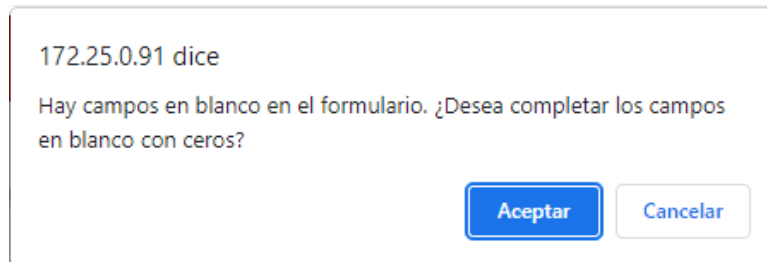 172.25.0.91 dice
Hay campos en blanco en el formulario. ¿Desea completar los campos
en blanco con ceros?
Aceptar
Cancelar